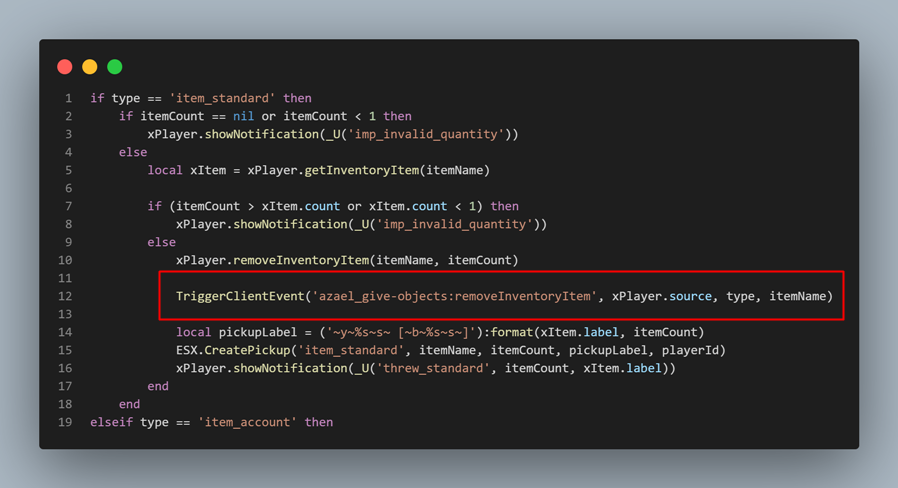 1 if type == 'item_standard' then
2     if itemCount == nil or itemCount < 1 then
3         xPlayer.showNotification(_U('imp_invalid_quantity'))
4     else
5         local xItem = xPlayer.getInventoryItem(itemName)
6
7         if (itemCount > xItem.count or xItem.count < 1) then
8             xPlayer.showNotification(_U('imp_invalid_quantity'))
9         else
10             xPlayer.removeInventoryItem(itemName, itemCount)
11
12             TriggerClientEvent('azael_give-objects:removeInventoryItem', xPlayer.source, type, itemName)
13
14             local pickupLabel = ('~y~%s~s~ [~b~%s~s~]'):format(xItem.label, itemCount)
15             ESX.CreatePickup('item_standard', itemName, itemCount, pickupLabel, playerId)
16             xPlayer.showNotification(_U('threw_standard', itemCount, xItem.label))
17         end
18     end
19 elseif type == 'item_account' then